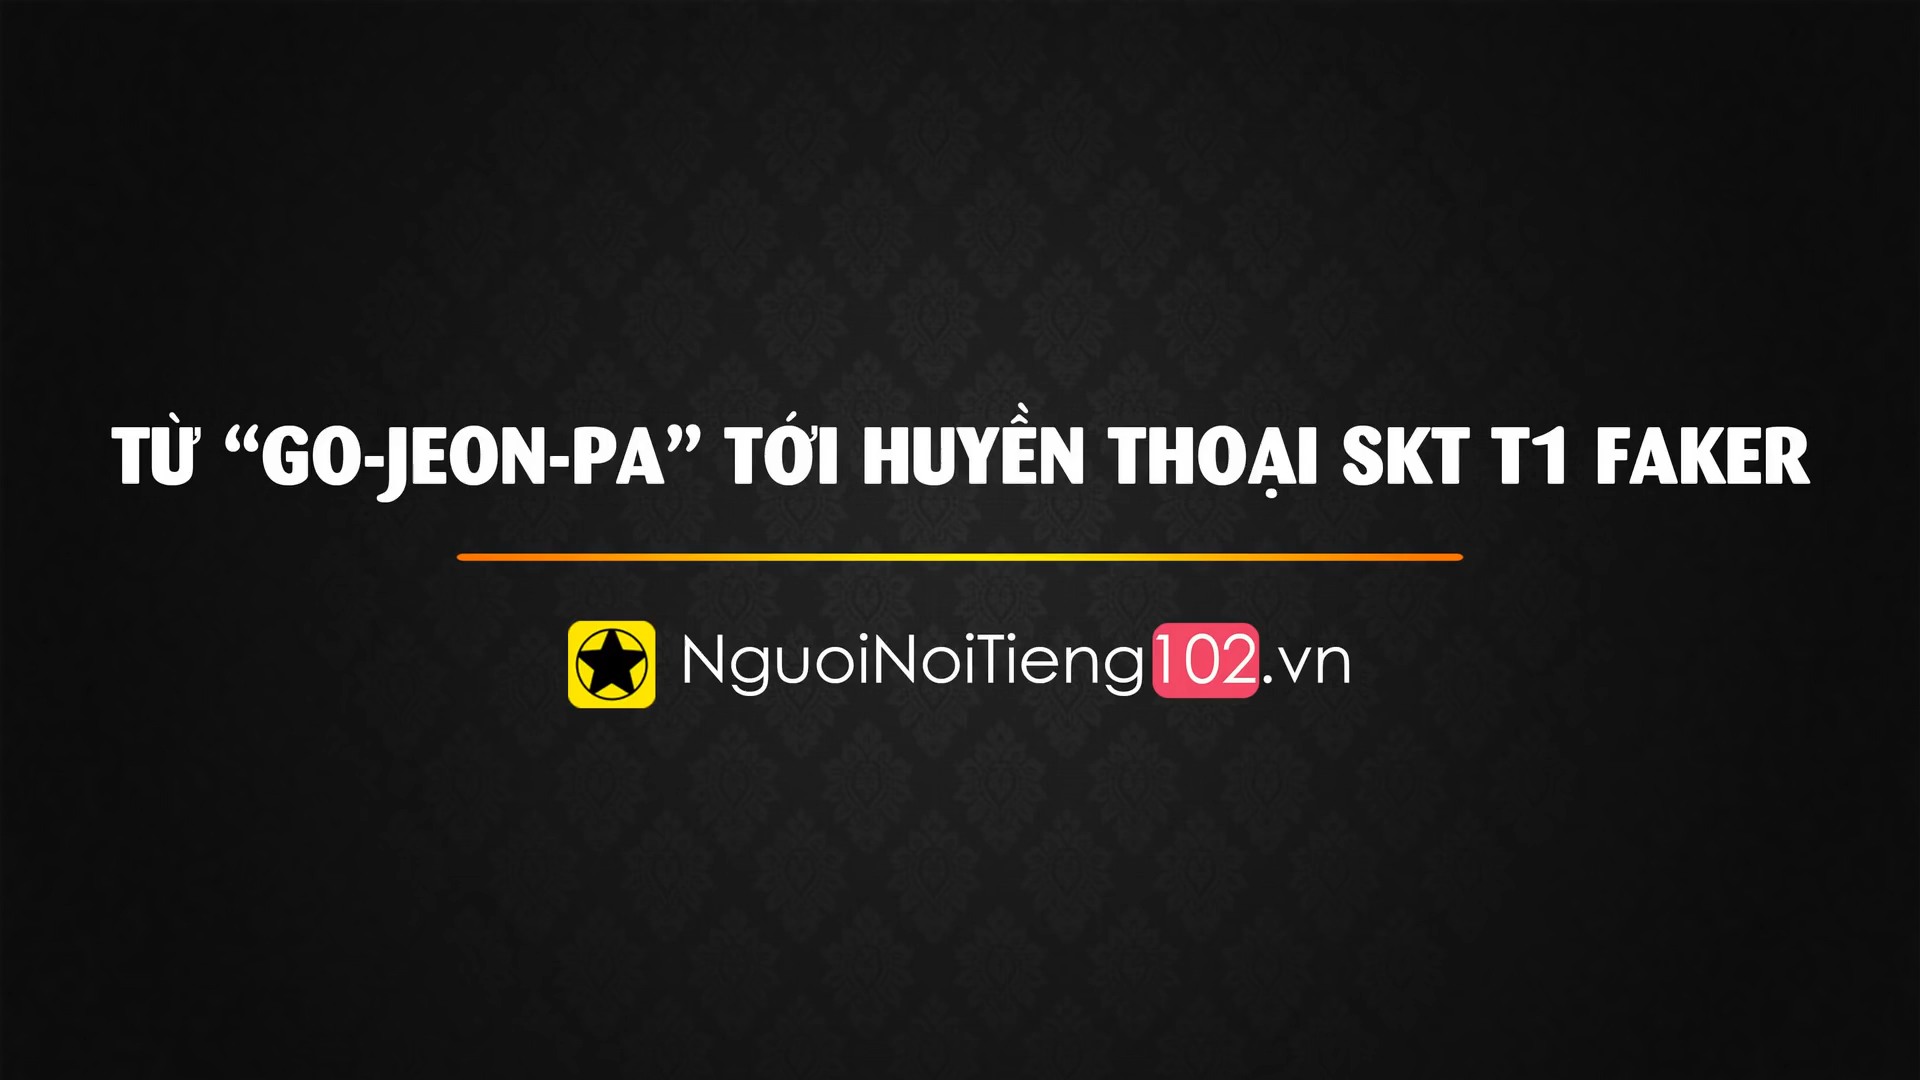 TỪ “GO-JEON-PA” TỚI HUYỀN THOẠI SKT T1 FAKER
NguoiNoiTieng102.vn